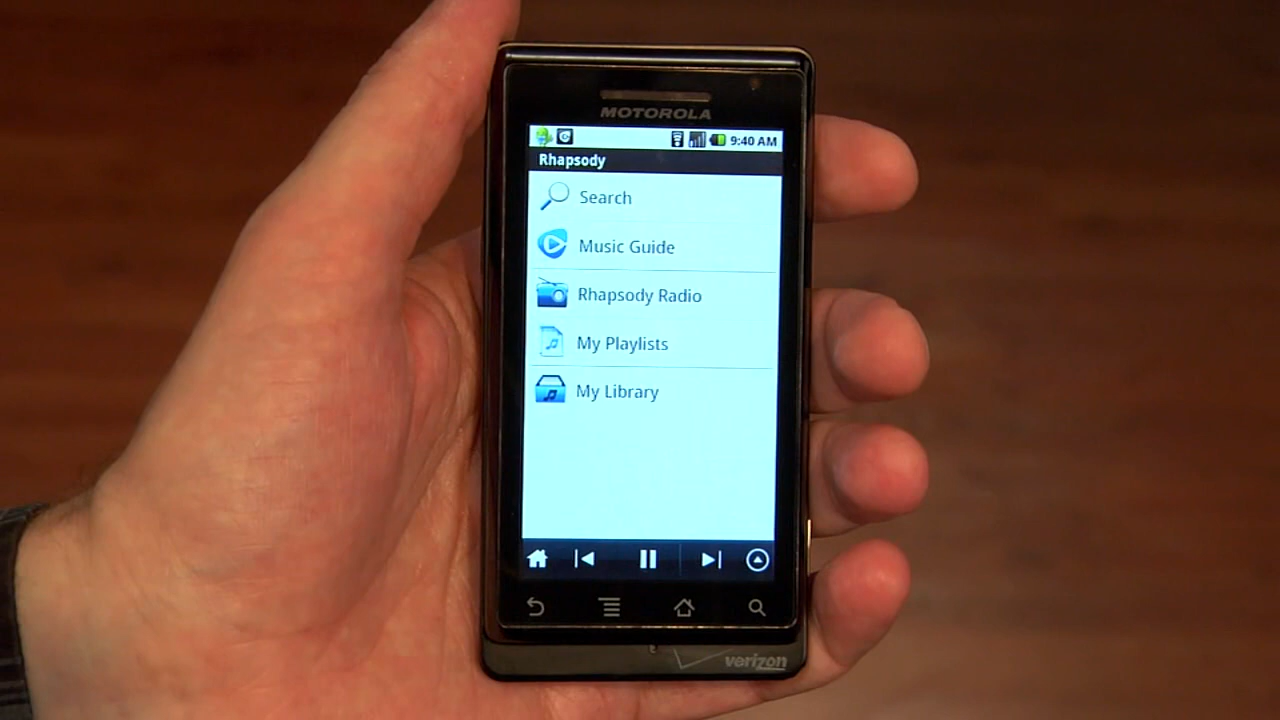 MOTOROLA
9:40 AM
Rhapsody
Search
Music Guide
Rhapsody Radio
My Playlists
My Library
verizon